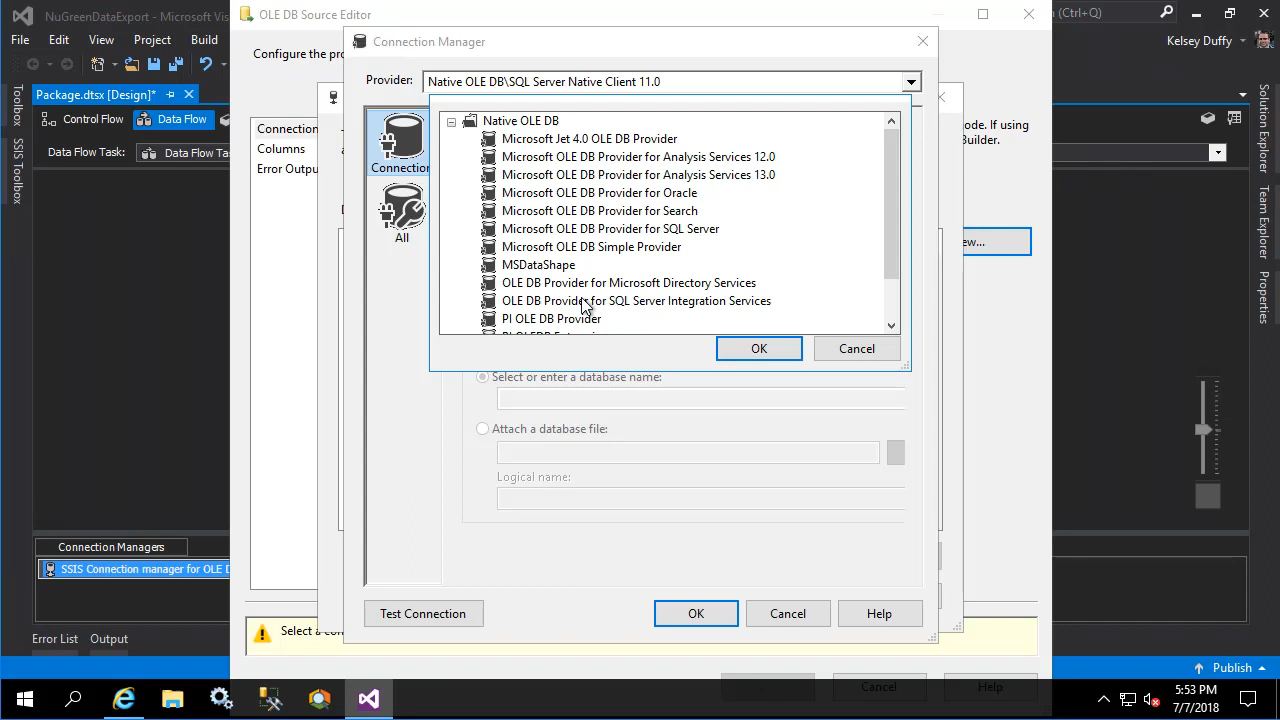 NuGreenDataExport - Microsoft Vis
OLE DB Source Editor
(Ctrl+Q)
File Edit View Project Build
Configure the pro
Connection Manager
Kelsey Duffy
Provider: Native OLE DB\SQL Server Native Client 11.0
Package.dtsx [Design]*
Control Flow
Data Flow
Data Flow Task:
Data Flow Ta
Toolbox
SSIS Toolbox
Connection
Columns
Error Outpu
Connection
All
Native OLE DB
Microsoft Jet 4.0 OLE DB Provider
Microsoft OLE DB Provider for Analysis Services 12.0
Microsoft OLE DB Provider for Analysis Services 13.0
Microsoft OLE DB Provider for Oracle
Microsoft OLE DB Provider for Search
Microsoft OLE DB Provider for SQL Server
Microsoft OLE DB Simple Provider
MSDataShape
OLE DB Provider for Microsoft Directory Services
OLE DB Provider for SQL Server Integration Services
PI OLE DB Provider
OK Cancel
ode. If using
Builder.
ew...
Solution Explorer
Team Explorer
Properties
Select or enter a database name:
Attach a database file:
Logical name:
Test Connection OK Cancel Help
Connection Managers
SSIS Connection manager for OLE D
Error List Output
Select a con
Cancel Help
Publish
5:53 PM
7/7/2018